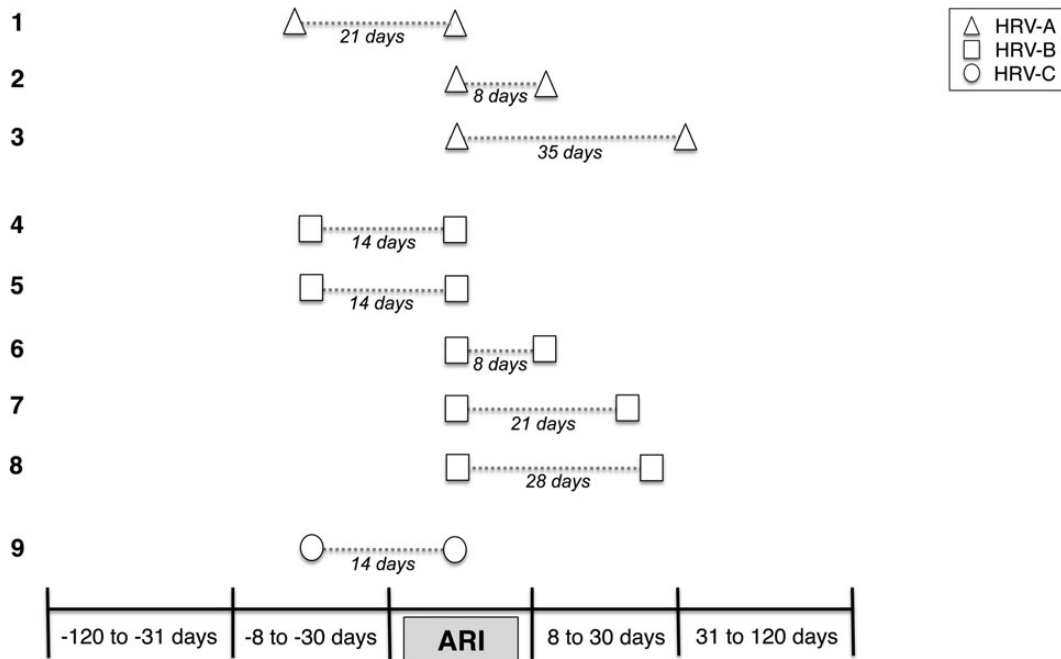 1
21 days
HRV-A
HRV-B
HRV-C
2
8 days
3
35 days
4
14 days
5
14 days
6
8 days
7
21 days
8
28 days
9
14 days
-120 to -31 days
-8 to -30 days
ARI
8 to 30 days
31 to 120 days